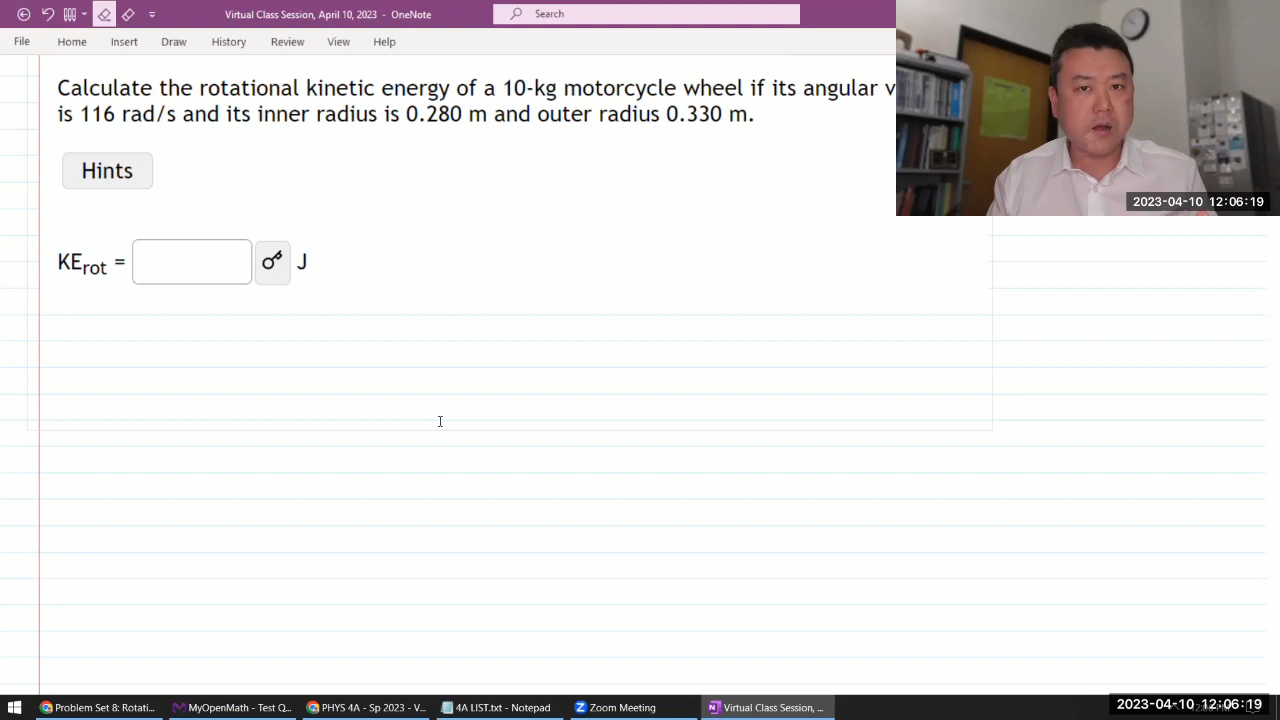 Virtual Class Session, April 10, 2023 - OneNote
Search
File
Home
Insert
Draw
History
Review
View
Help
Calculate the rotational kinetic energy of a 10-kg motorcycle wheel if its angular v
is 116 rad/s and its inner radius is 0.280 m and outer radius 0.330 m.
Hints
KErot = J
2023-04-10 12:06:19
Problem Set 8: Rotati...
MyOpenMath - Test Q...
PHYS 4A - Sp 2023 - V...
4A LIST.txt - Notepad
Zoom Meeting
Virtual Class Session, ...
2023-04-10 12:06:19